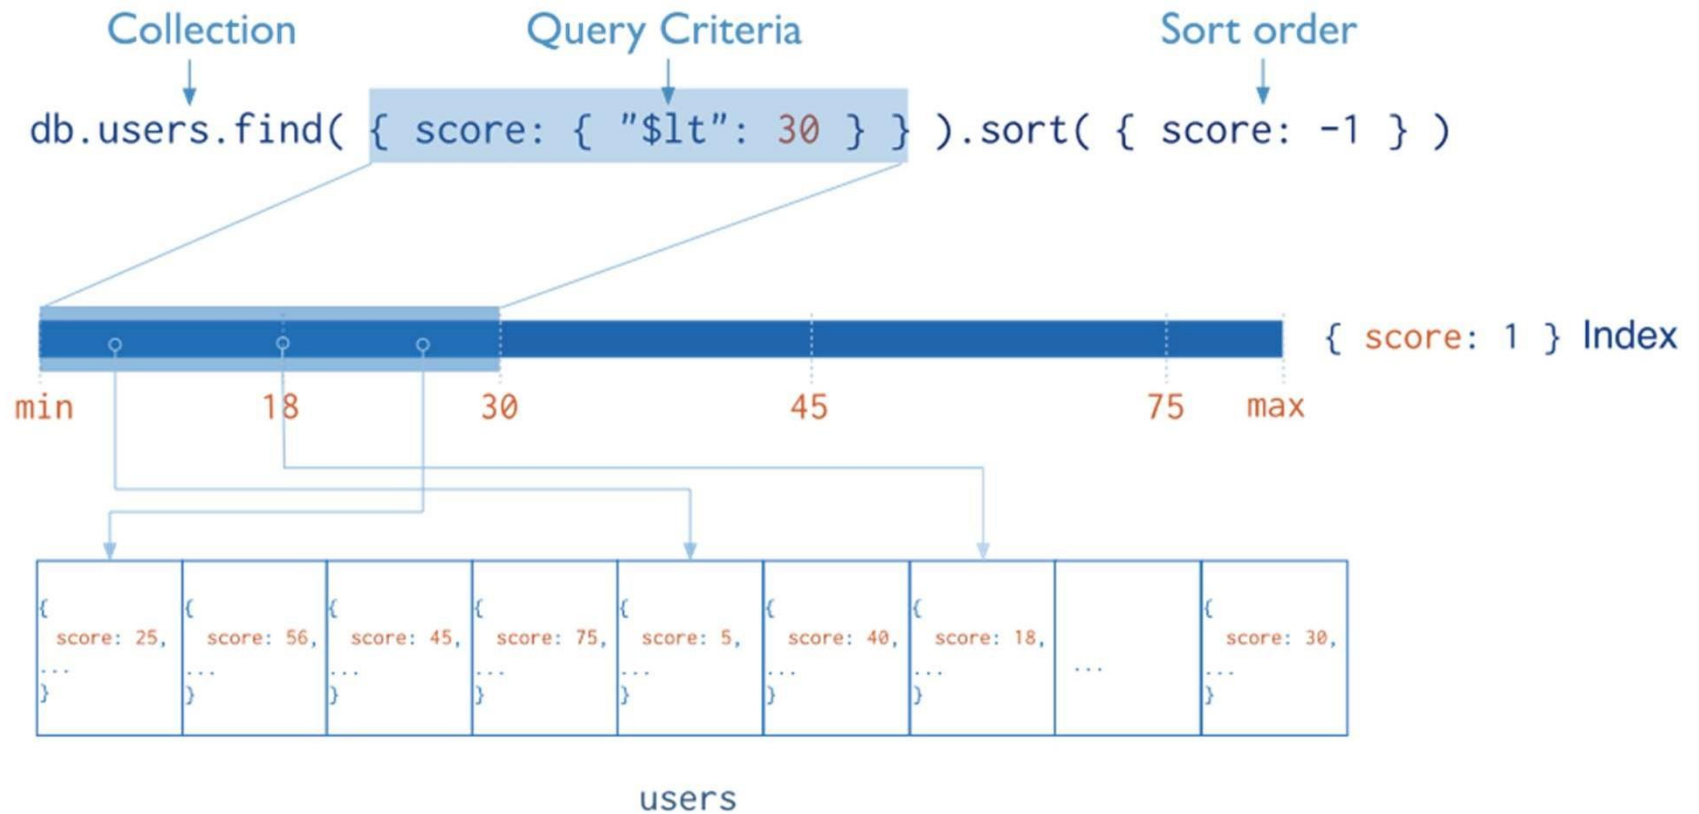 Collection Query Criteria Sort order
db.users.find( { score: { "$lt": 30 } } ).sort( { score: -1 } )
{ score: 1 } Index
min 18 30 45 75 max
{ { { { { { { {
score: 25, score: 56, score: 45, score: 75, score: 5, score: 40, score: 18, score: 30,
... ... ... ... ... ... ... ... ...
} } } } } } } }
users